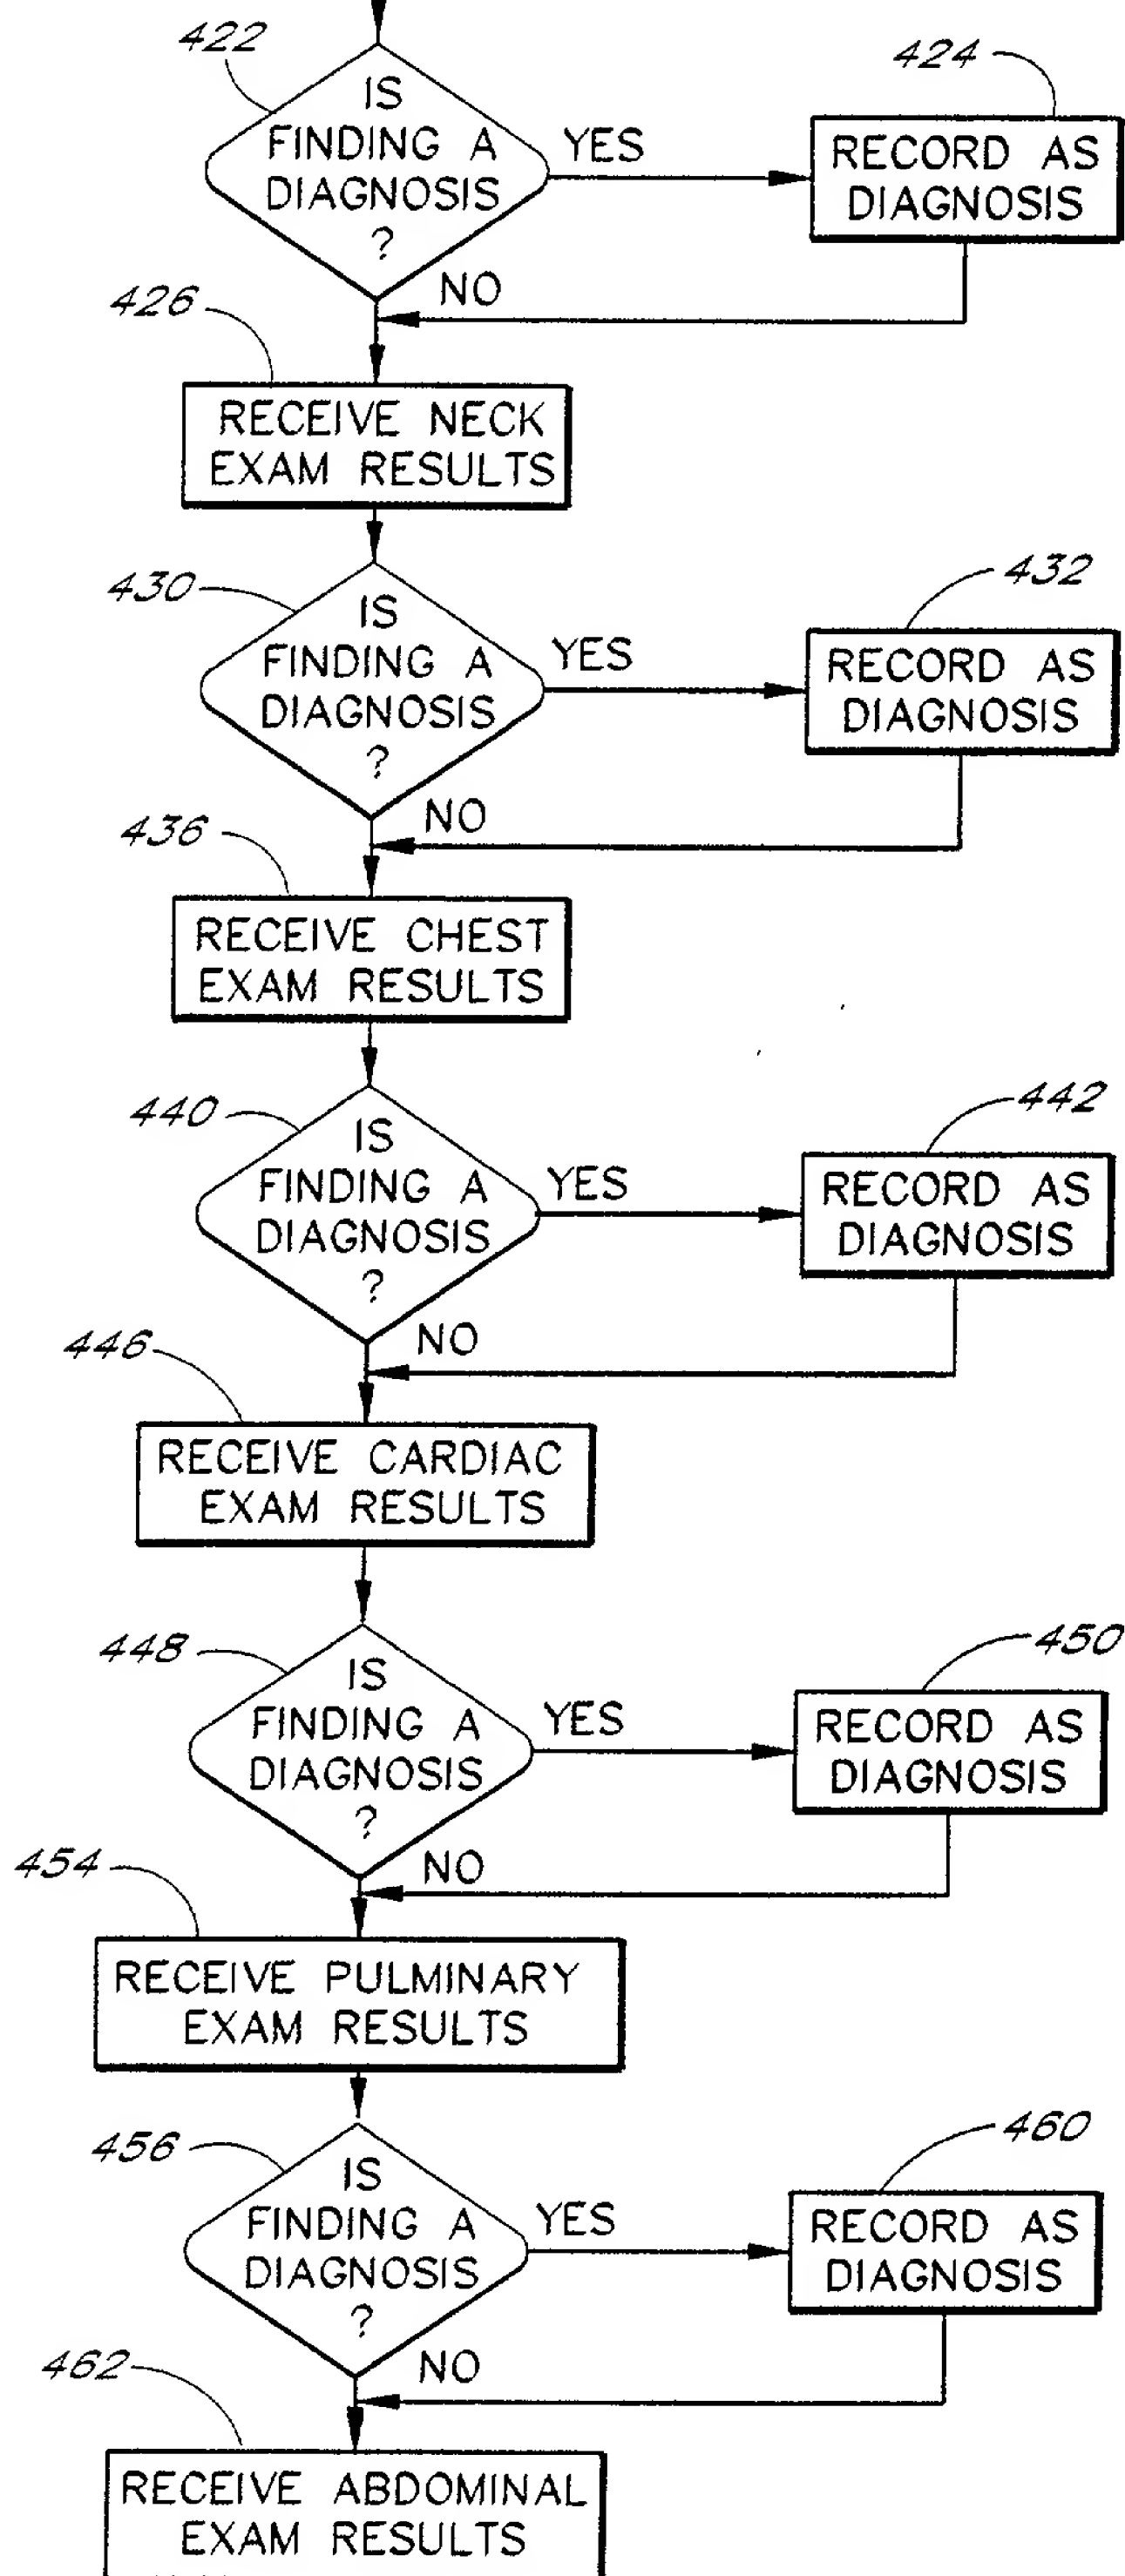 422
IS
FINDING A
DIAGNOSIS
?
YES
424
RECORD AS
DIAGNOSIS
NO
426
RECEIVE NECK
EXAM RESULTS
430
IS
FINDING A
DIAGNOSIS
?
YES
432
RECORD AS
DIAGNOSIS
NO
436
RECEIVE CHEST
EXAM RESULTS
440
IS
FINDING A
DIAGNOSIS
?
YES
442
RECORD AS
DIAGNOSIS
NO
446
RECEIVE CARDIAC
EXAM RESULTS
448
IS
FINDING A
DIAGNOSIS
?
YES
450
RECORD AS
DIAGNOSIS
NO
454
RECEIVE PULMINARY
EXAM RESULTS
456
IS
FINDING A
DIAGNOSIS
?
YES
460
RECORD AS
DIAGNOSIS
NO
462
RECEIVE ABDOMINAL
EXAM RESULTS